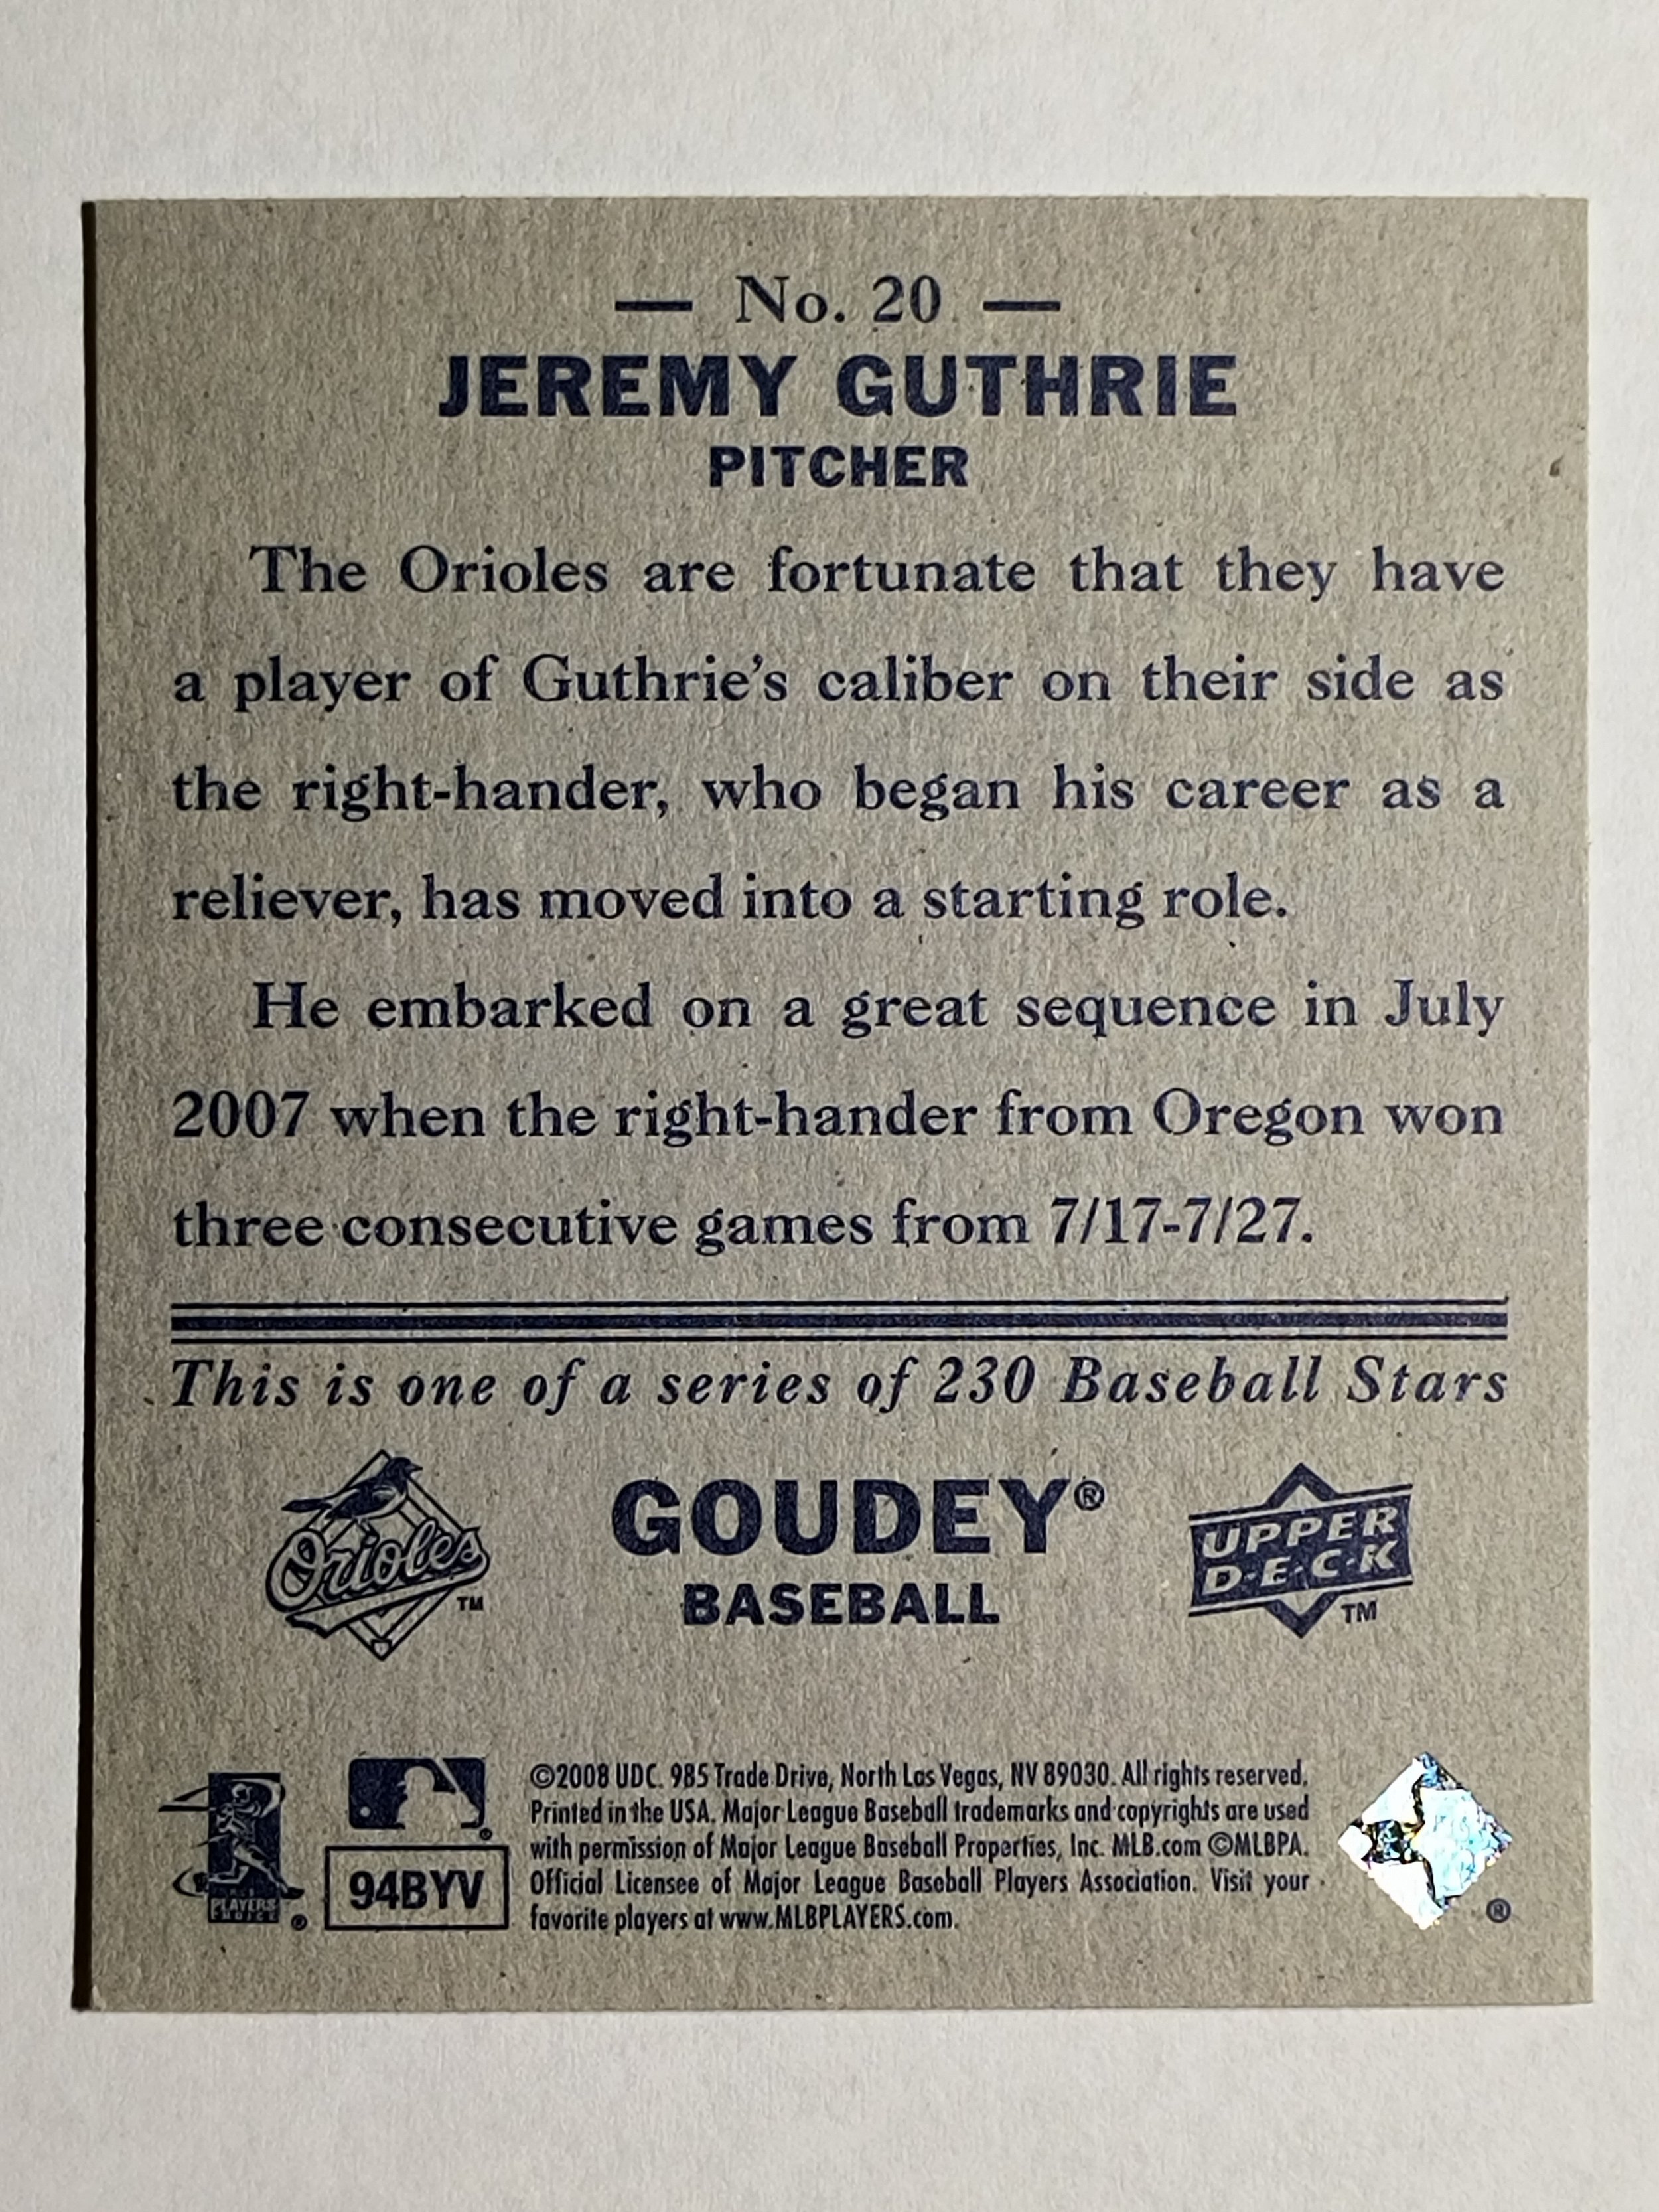 — No. 20 —
JEREMY GUTHRIE
PITCHER
The Orioles are fortunate that they have
a player of Guthrie's caliber on their side as
the right-hander, who began his career as a
reliever, has moved into a starting role.
He embarked on a great sequence in July
2007 when the right-hander from Oregon won
three consecutive games from 7/17-7/27.
This is one of a series of 230 Baseball Stars
Orioles TM
GOUDEY®
BASEBALL
UPPER
D·E·C·K
TM
PLAYERS
CHOICE
®
®
94BYV
©2008 UDC. 985 Trade Drive, North Las Vegas, NV 89030. All rights reserved.
Printed in the USA. Major League Baseball trademarks and copyrights are used
with permission of Major League Baseball Properties, Inc. MLB.com ©MLBPA.
Official Licensee of Major League Baseball Players Association. Visit your
favorite players at www.MLBPLAYERS.com.
®